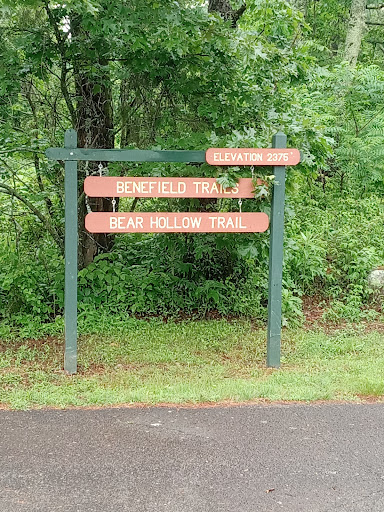 ELEVATION 2375'
BENEFIELD TRAILS
BEAR HOLLOW TRAIL